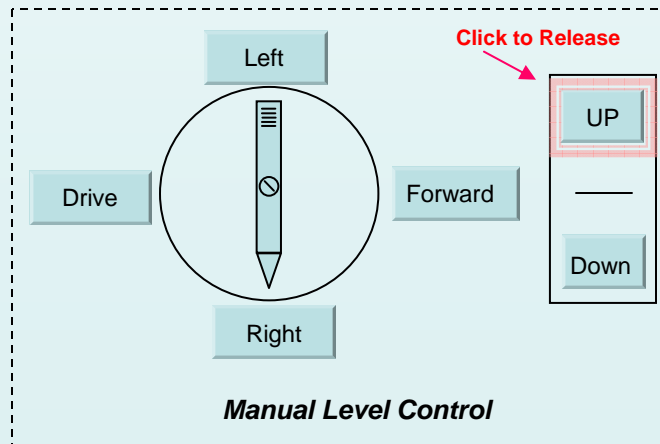 Click to Release
Left
UP
Drive
Forward
Down
Right
Manual Level Control